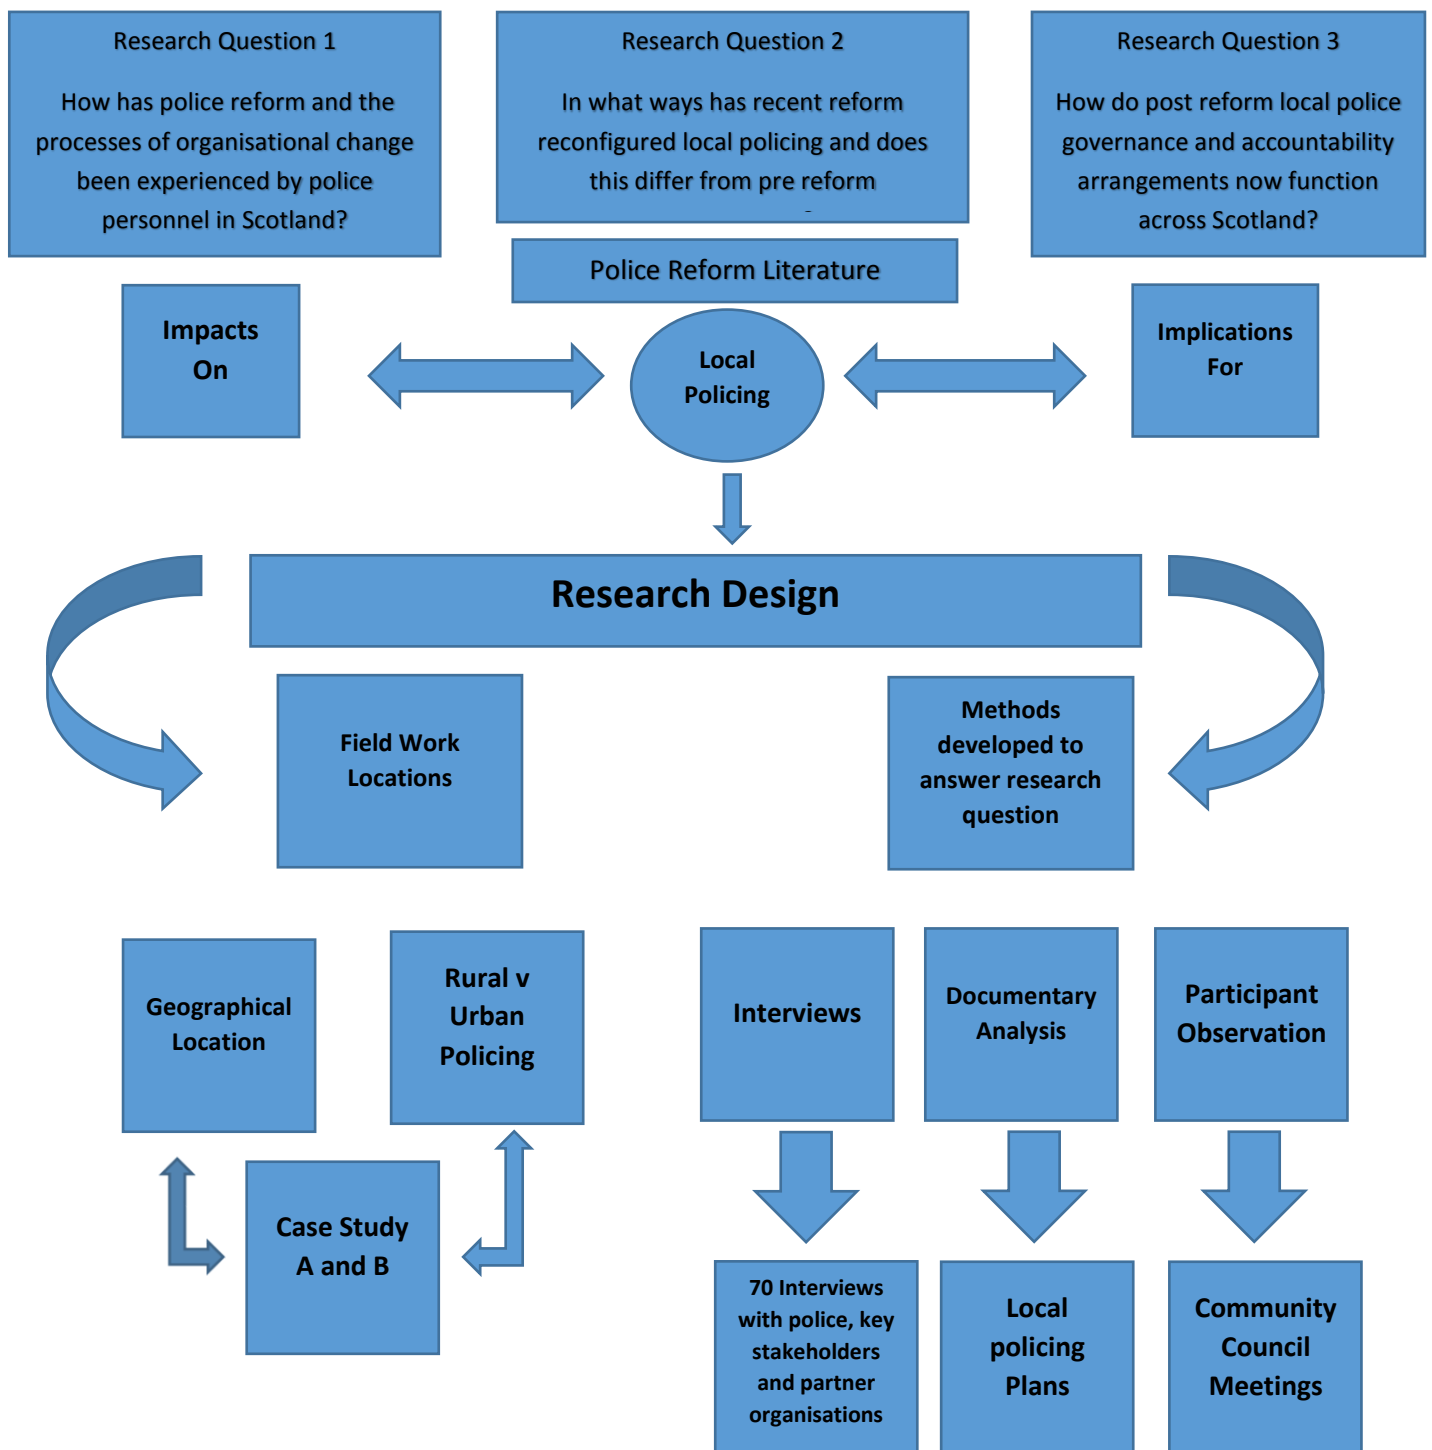 Research Question 1
How has police reform and the
processes of organisational change
been experienced by police
personnel in Scotland?
Research Question 2
In what ways has recent reform
reconfigured local policing and does
this differ from pre reform
Research Question 3
How do post reform local police
governance and accountability
arrangements now function
across Scotland?
Police Reform Literature
Impacts
On
Local
Policing
Implications
For
Research Design
Field Work
Locations
Methods
developed to
answer research
question
Geographical
Location
Rural v
Urban
Policing
Case Study
A and B
Interviews
Documentary
Analysis
Participant
Observation
70 Interviews
with police, key
stakeholders
and partner
organisations
Local
policing
Plans
Community
Council
Meetings